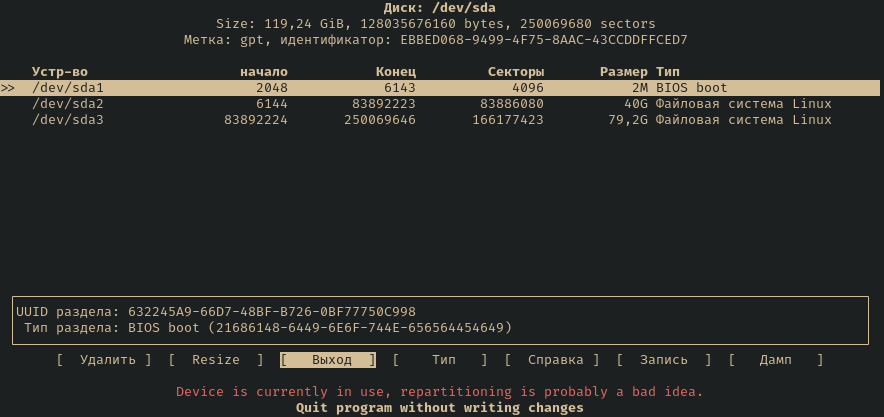 Диск: /dev/sda
Size: 119,24 GiB, 128035676160 bytes, 250069680 sectors
Метка: gpt, идентификатор: EBBED068-9499-4F75-8AAC-43CCDDFFCED7
Устр-во начало Конец Секторы Размер Тип
>> /dev/sda1 2048 6143 4096 2M BIOS boot
/dev/sda2 6144 83892223 83886080 40G Файловая система Linux
/dev/sda3 83892224 250069646 166177423 79,2G Файловая система Linux
UUID раздела: 632245A9-66D7-48BF-B726-0BF77750C998
Тип раздела: BIOS boot (21686148-6449-6E6F-744E-656564454649)
[ Удалить ] [ Resize ] [ Выход ] [ Тип ] [ Справка ] [ Запись ] [ Дамп ]
Device is currently in use, repartitioning is probably a bad idea.
Quit program without writing changes